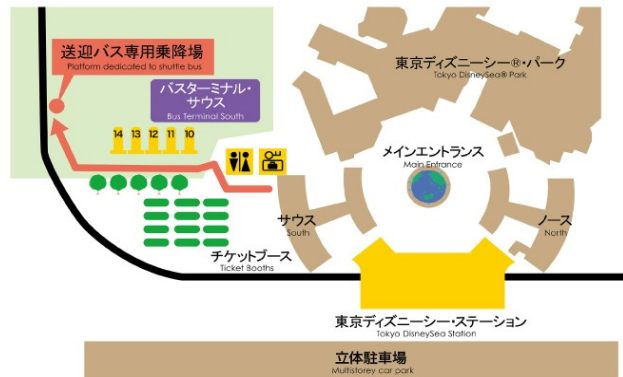 送迎バス専用乗降場
Platform dedicated to shuttle bus
バスターミナル・
サウス
Bus Terminal South
14 13 12 11 10
東京ディズニーシー®・パーク
Tokyo DisneySea® Park
メインエントランス
Main Entrance
サウス
South
ノース
North
チケットブース
Ticket Booths
東京ディズニーシー・ステーション
Tokyo DisneySea Station
立体駐車場
Multistorey car park